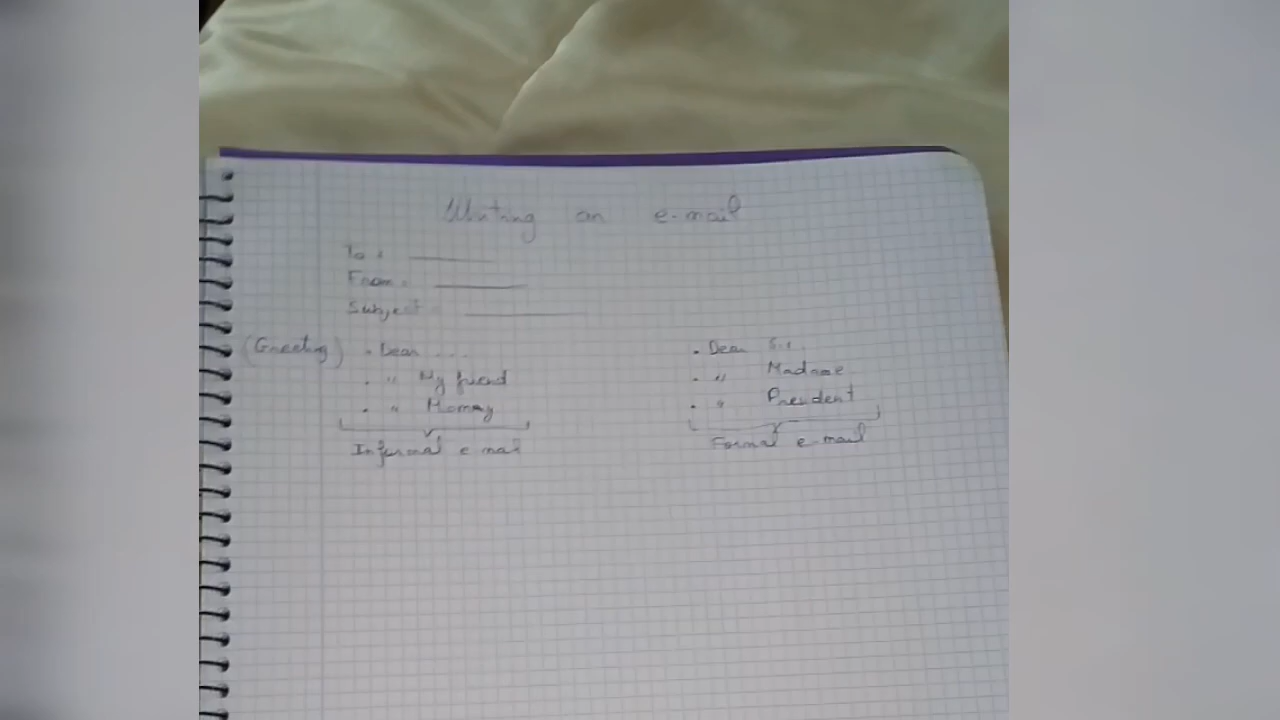 Writing an e-mail
To :
From :
Subject :
(Greeting) . Dear ... . Dear Sir.
. " My friend . " Madame
. " Mommy . " President
Informal e mail Formal e-mail